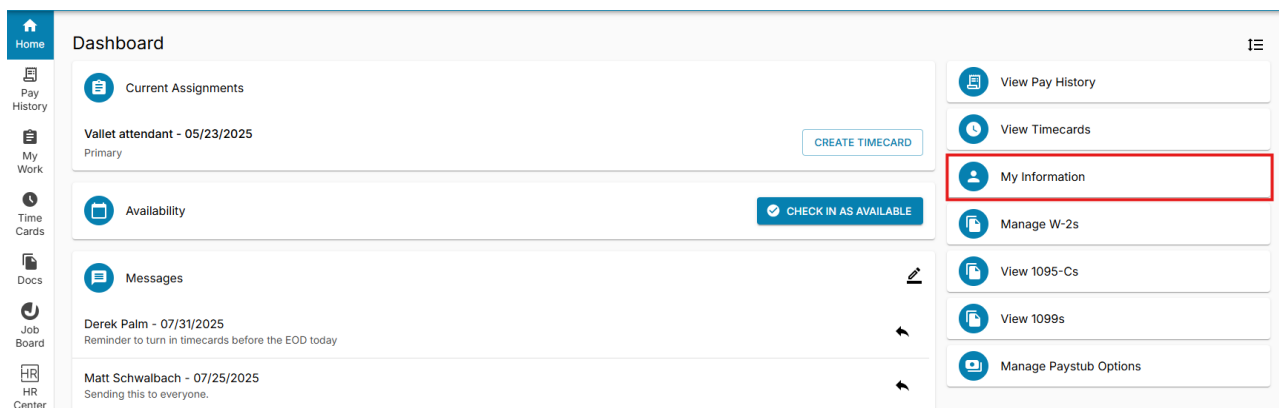 Home
Pay
History
My
Work
Time
Cards
Docs
Job
Board
HR
HR
Center
Dashboard
Current Assignments
Vallet attendant - 05/23/2025
Primary
CREATE TIMECARD
Availability
CHECK IN AS AVAILABLE
Messages
Derek Palm - 07/31/2025
Reminder to turn in timecards before the EOD today
Matt Schwalbach - 07/25/2025
Sending this to everyone.
View Pay History
View Timecards
My Information
Manage W-2s
View 1095-Cs
View 1099s
Manage Paystub Options